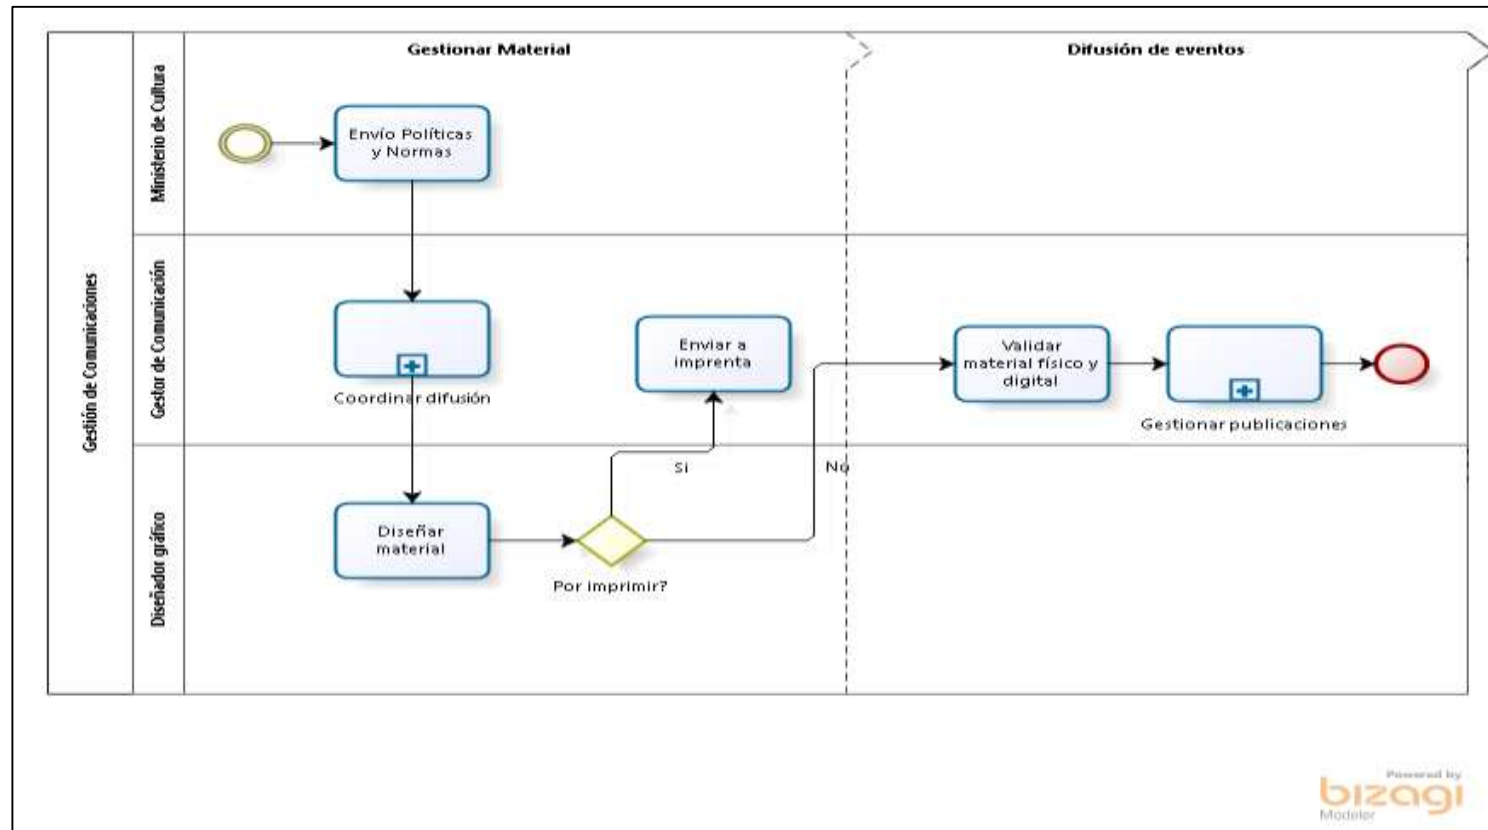 Gestionar Material
Difusión de eventos
Gestión de Comunicaciones
Ministerio de Cultura
Envío Políticas
y Normas
Gestor de Comunicación
Coordinar difusión
Enviar a
imprenta
Validar
material físico y
digital
Gestionar publicaciones
Si
No
Diseñador gráfico
Diseñar
material
Por imprimir?
Powered by
bizagi
Modeler